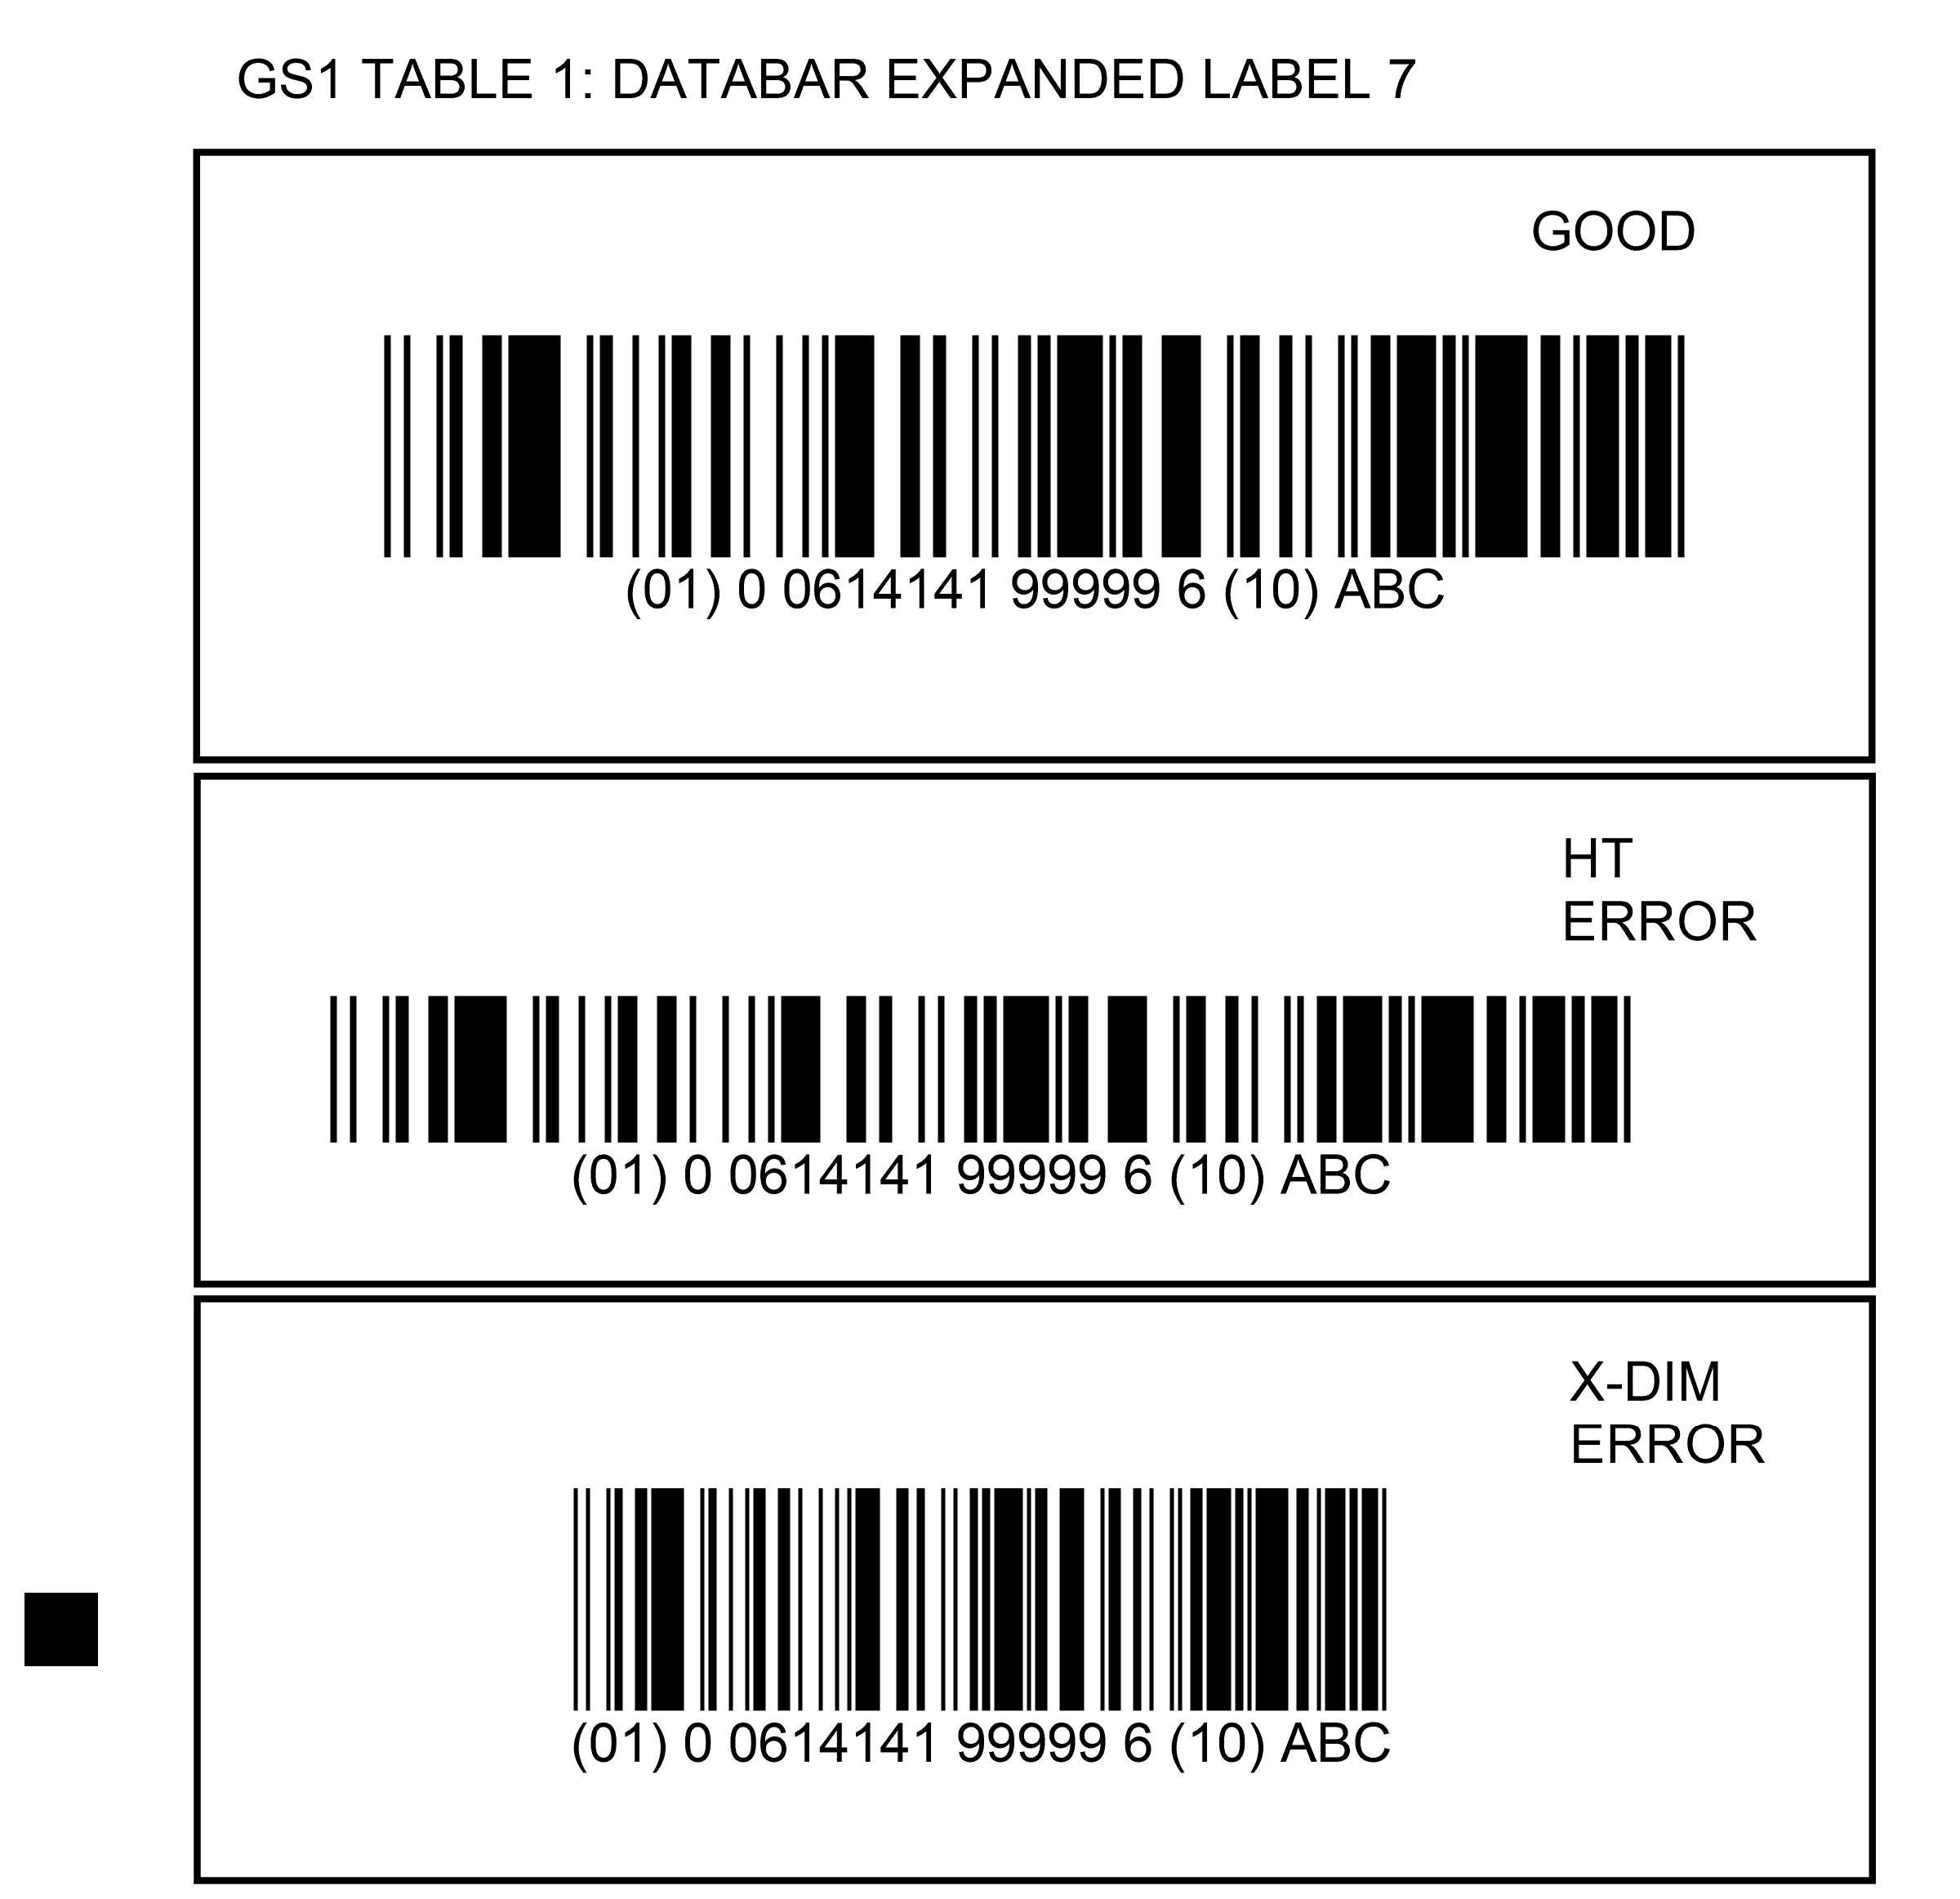 GS1 TABLE 1: DATABAR EXPANDED LABEL 7
GOOD
(01) 0 0614141 99999 6 (10) ABC
HT
ERROR
(01) 0 0614141 99999 6 (10) ABC
X-DIM
ERROR
(01) 0 0614141 99999 6 (10) ABC